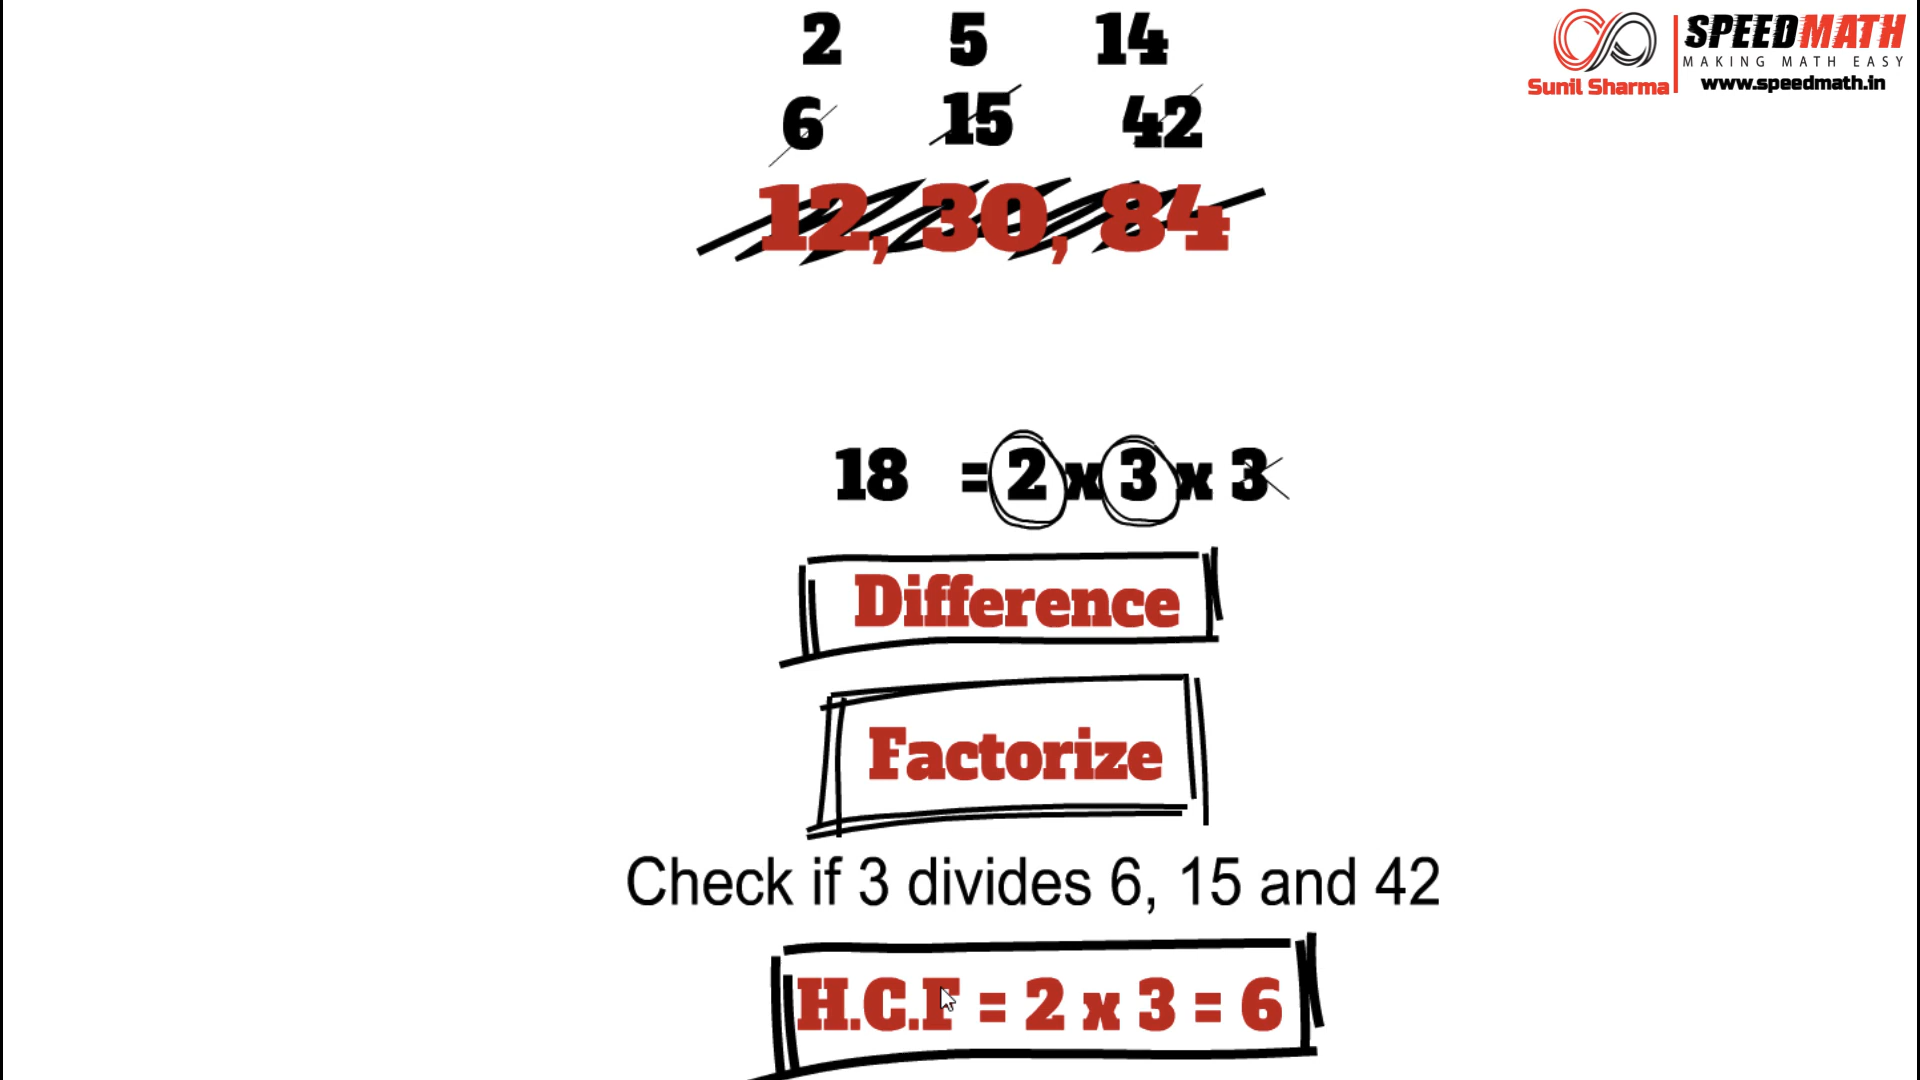 2 5 14
6 15 42
12, 30, 84
18 = 2 x 3 x 3
Difference
Factorize
Check if 3 divides 6, 15 and 42
H.C.F = 2 x 3 = 6
Sunil Sharma
SPEEDMATH
MAKING MATH EASY
www.speedmath.in